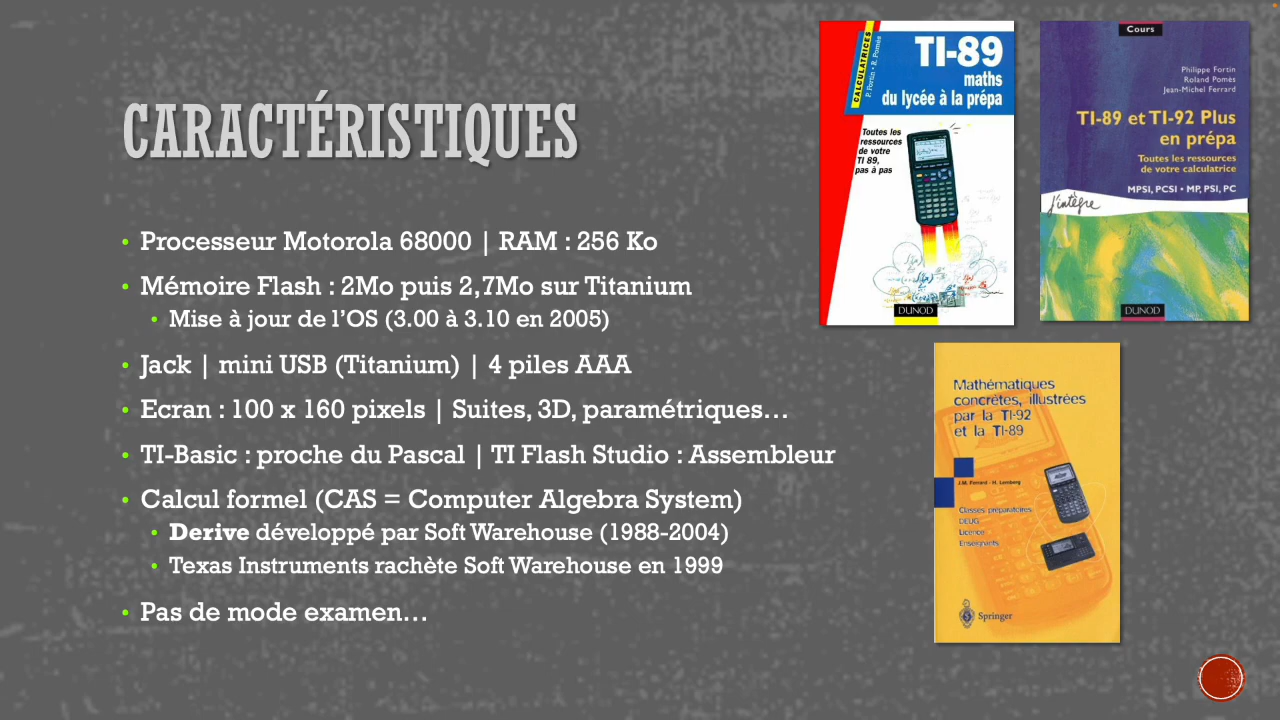 CARACTÉRISTIQUES
Processeur Motorola 68000 | RAM : 256 Ko
Mémoire Flash : 2Mo puis 2,7Mo sur Titanium
Mise à jour de l'OS (3.00 à 3.10 en 2005)
Jack | mini USB (Titanium) | 4 piles AAA
Ecran : 100 x 160 pixels | Suites, 3D, paramétriques…
TI-Basic : proche du Pascal | TI Flash Studio : Assembleur
Calcul formel (CAS = Computer Algebra System)
Derive développé par Soft Warehouse (1988-2004)
Texas Instruments rachète Soft Warehouse en 1999
Pas de mode examen…
CALCULATRICES
P. Fortin • R. Pomès
TI-89
maths
du lycée à la prépa
Toutes les
ressources
de votre
TI 89,
pas à pas
DUNOD
Cours
Philippe Fortin
Roland Pomès
Jean-Michel Ferrard
TI-89 et TI-92 Plus
en prépa
Toutes les ressources
de votre calculatrice
MPSI, PCSI • MP, PSI, PC
j'intègre
DUNOD
Mathématiques
concrètes, illustrées
par la TI-92
et la TI-89
J.M. Ferrard - H. Lemberg
Classes préparatoires
DEUG
Licence
Enseignants
Springer